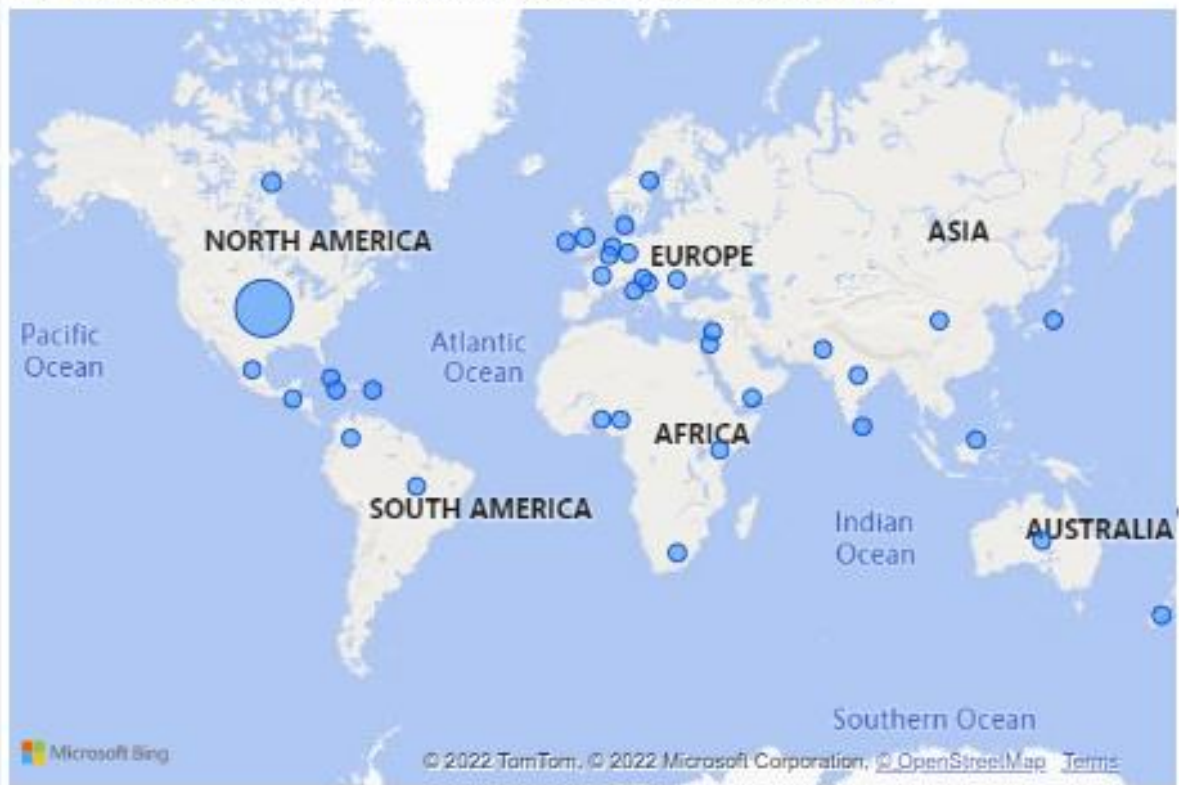 NORTH AMERICA
EUROPE
ASIA
Pacific
Ocean
Atlantic
Ocean
AFRICA
SOUTH AMERICA
Indian
Ocean
AUSTRALIA
Southern Ocean
Microsoft Bing
© 2022 TomTom, © 2022 Microsoft Corporation, © OpenStreetMap Terms